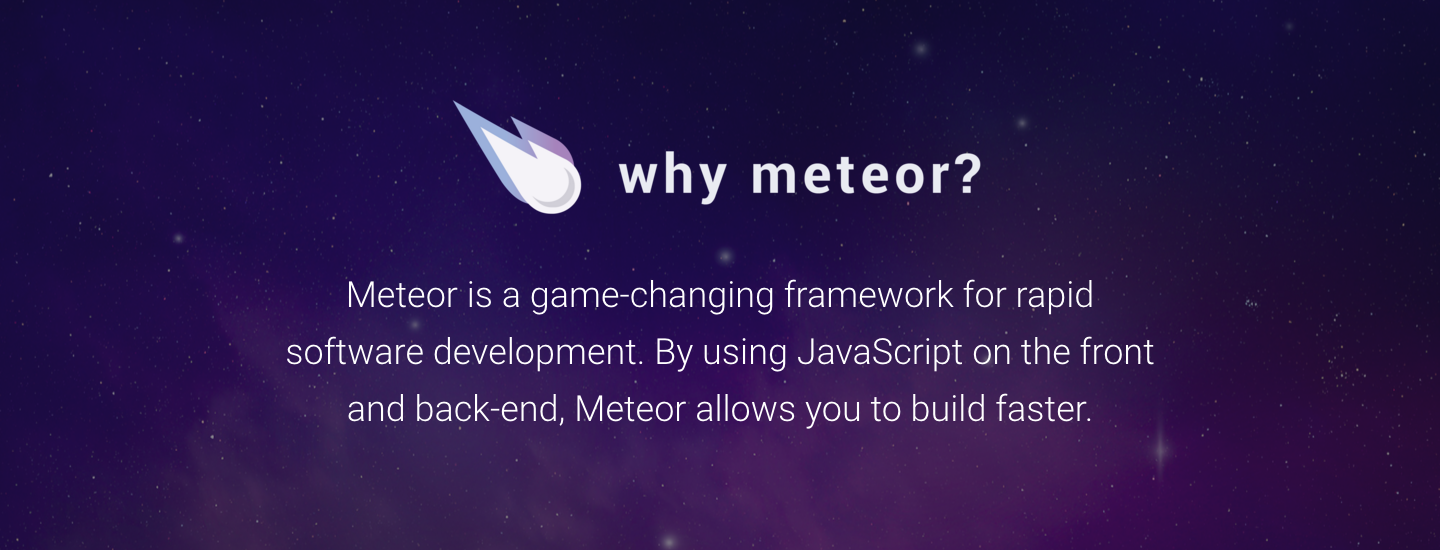 why meteor?
Meteor is a game-changing framework for rapid
software development. By using JavaScript on the front
and back-end, Meteor allows you to build faster.